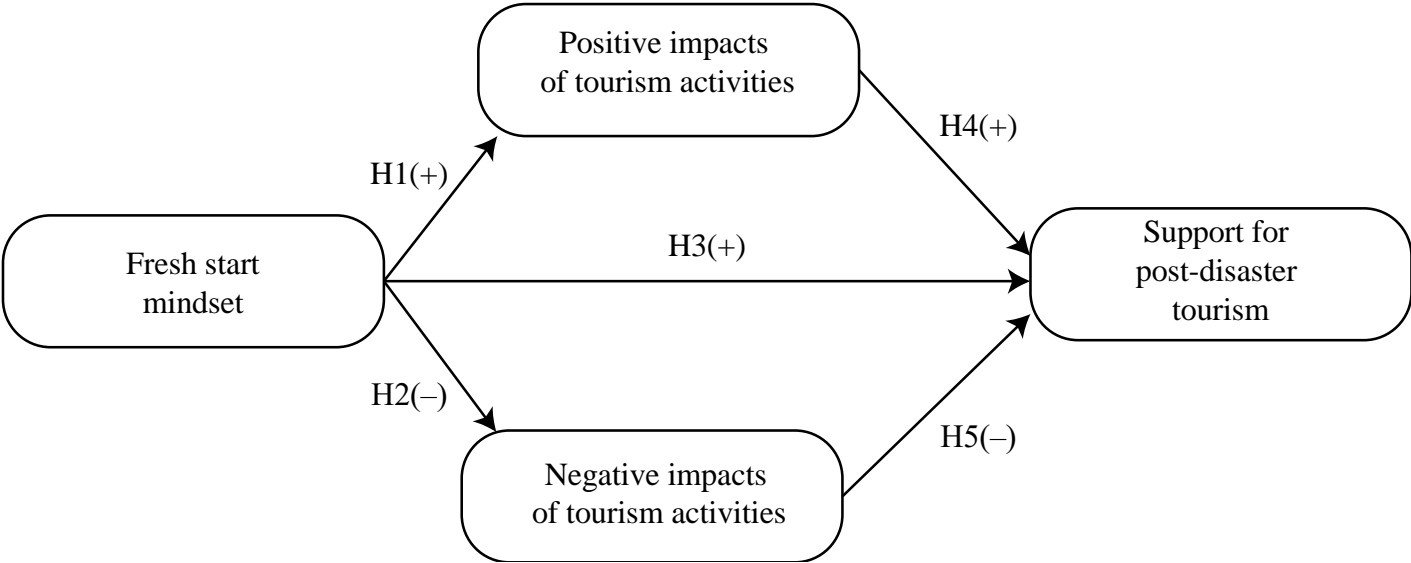 Positive impacts
of tourism activities
H4(+)
H1(+)
H3(+)
Fresh start
mindset
Support for
post-disaster
tourism
H2(–)
H5(–)
Negative impacts
of tourism activities